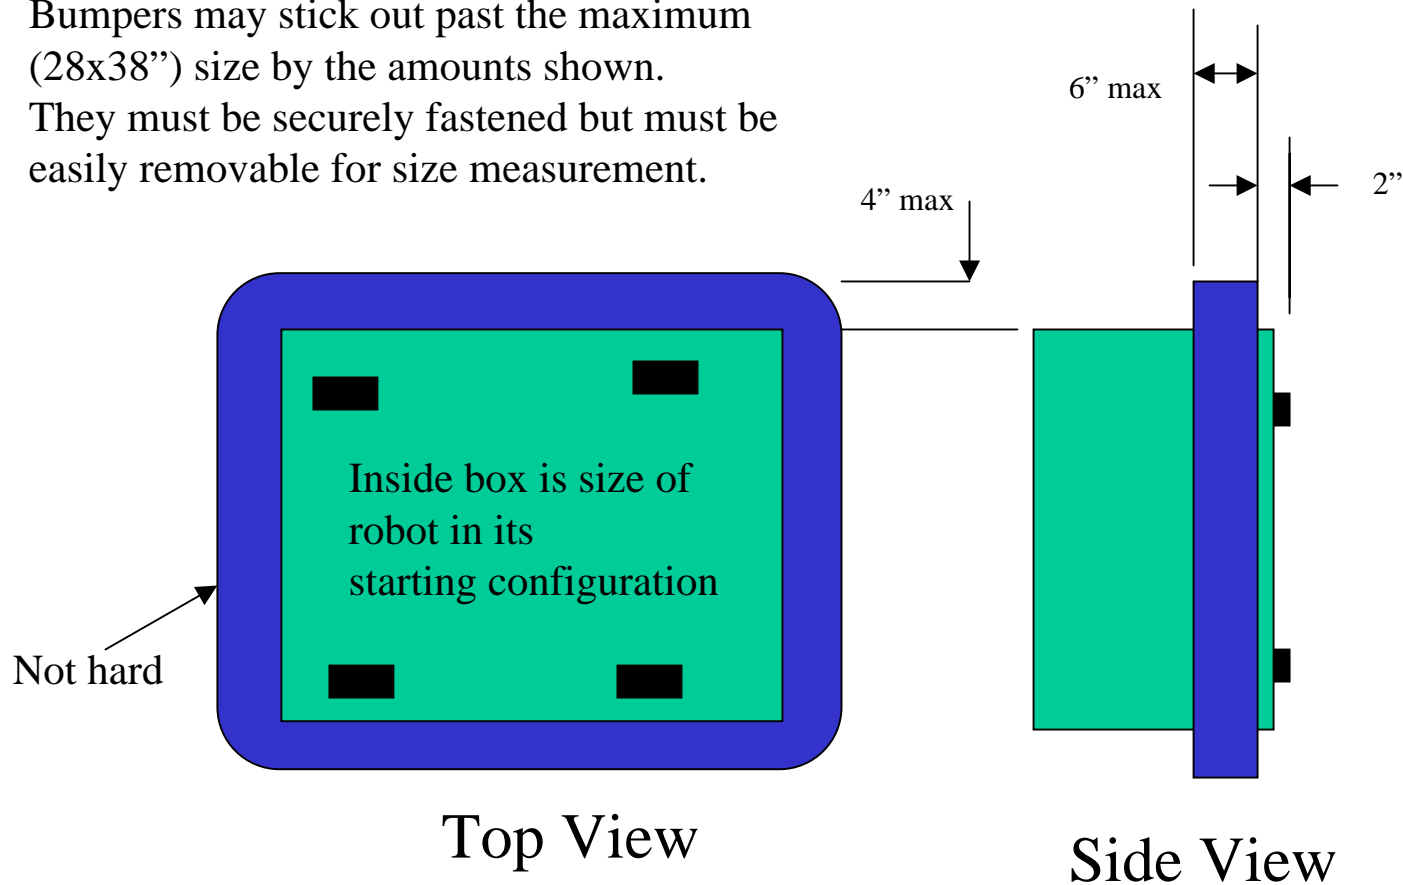 Bumpers may stick out past the maximum
(28x38”) size by the amounts shown.
They must be securely fastened but must be
easily removable for size measurement.
6” max
2”
4” max
Inside box is size of
robot in its
starting configuration
Not hard
Top View
Side View